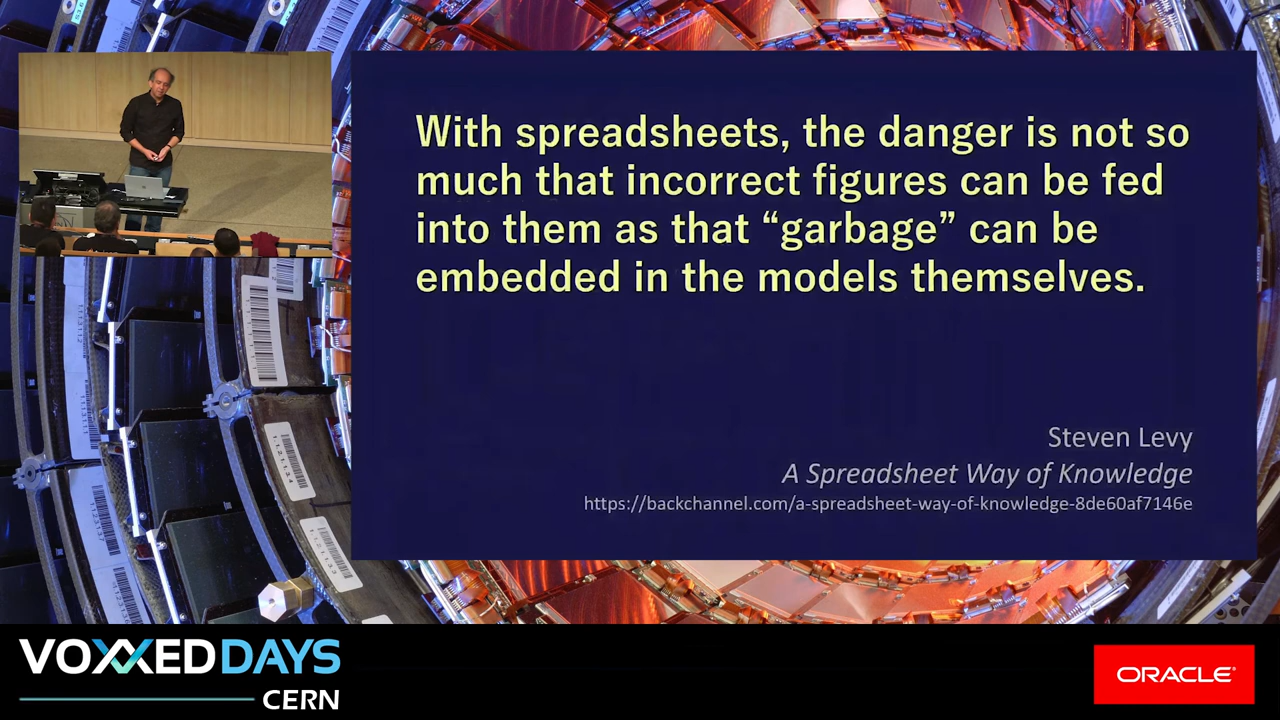 With spreadsheets, the danger is not so
much that incorrect figures can be fed
into them as that “garbage” can be
embedded in the models themselves.
Steven Levy
A Spreadsheet Way of Knowledge
https://backchannel.com/a-spreadsheet-way-of-knowledge-8de60af7146e
VOXXEDDAYS
CERN
ORACLE